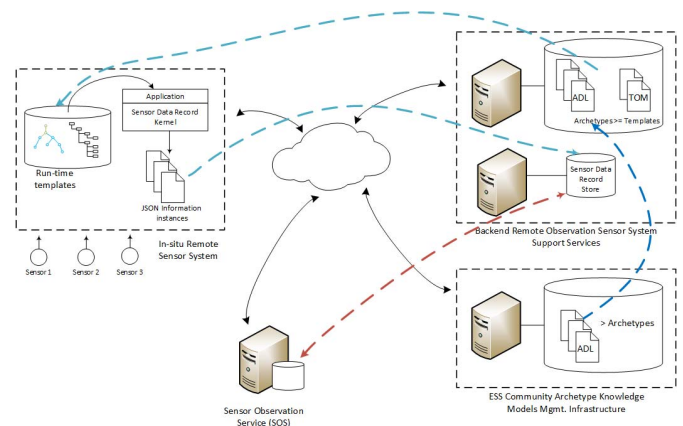 Application
Sensor Data Record
Kernel
Run-time
templates
JSON Information
instances
In-situ Remote
Sensor System
Sensor 1
Sensor 2
Sensor 3
ADL
TOM
Archetypes>= Templates
Sensor Data
Record
Store
Backend Remote Observation Sensor System
Support Services
> Archetypes
ADL
ESS Community Archetype Knowledge
Models Mgmt. Infrastructure
Sensor Observation
Service (SOS)